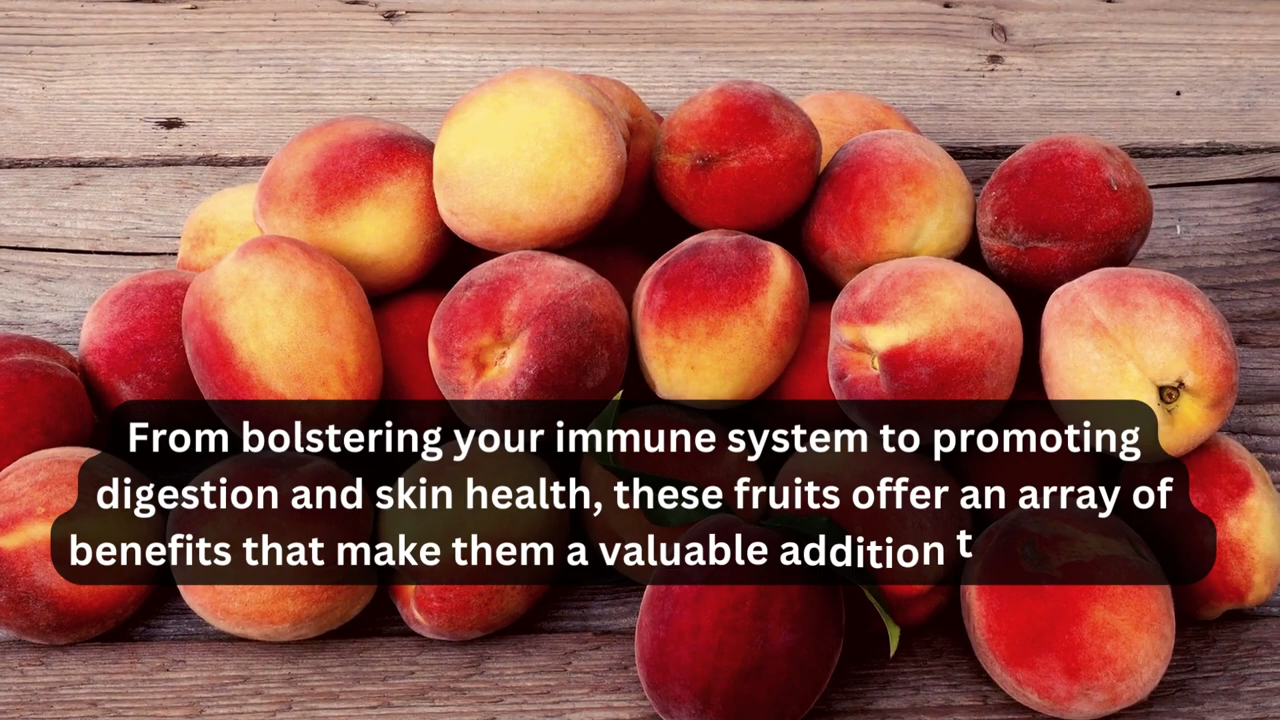 From bolstering your immune system to promoting
digestion and skin health, these fruits offer an array of
benefits that make them a valuable addition t